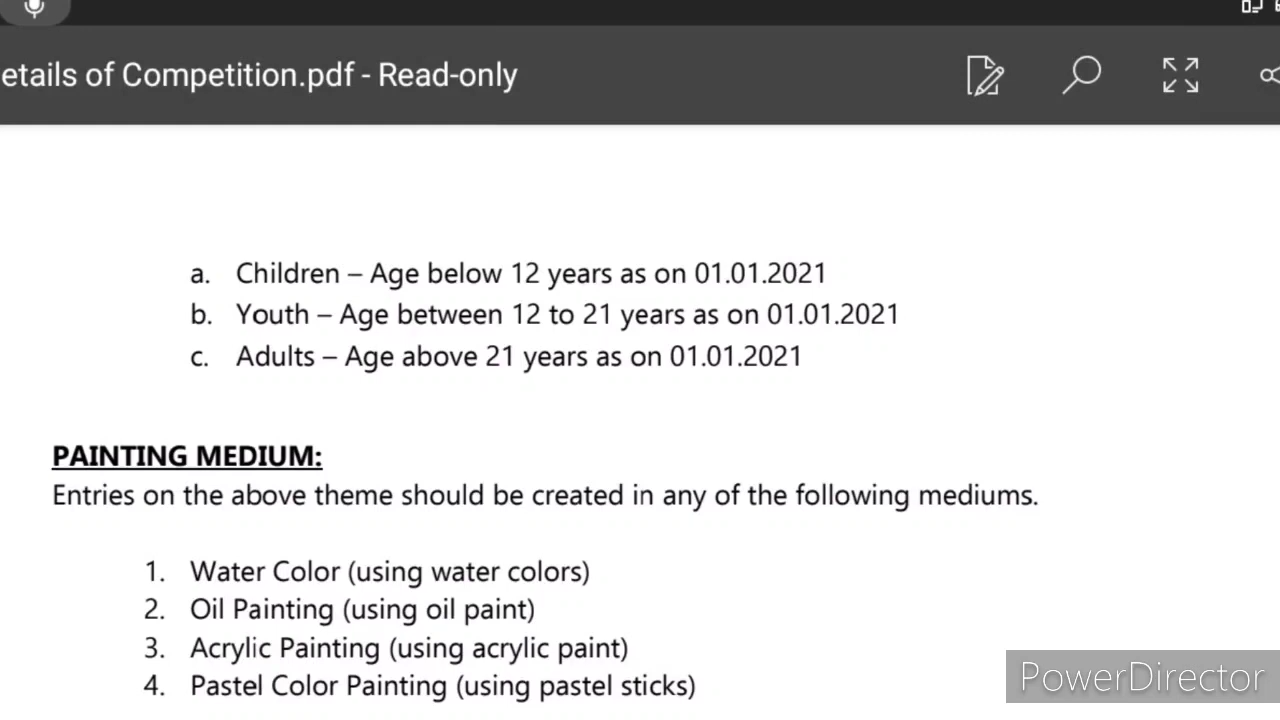 etails of Competition.pdf - Read-only
a. Children – Age below 12 years as on 01.01.2021
b. Youth – Age between 12 to 21 years as on 01.01.2021
c. Adults – Age above 21 years as on 01.01.2021
PAINTING MEDIUM:
Entries on the above theme should be created in any of the following mediums.
1. Water Color (using water colors)
2. Oil Painting (using oil paint)
3. Acrylic Painting (using acrylic paint)
4. Pastel Color Painting (using pastel sticks)
PowerDirector